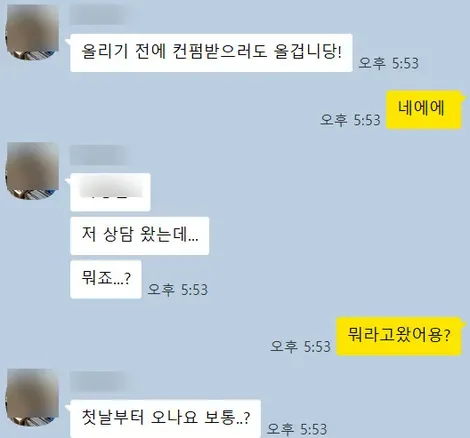 올리기 전에 컨펌받으러도 올겁니당!
오후 5:53
네에에
오후 5:53
저 상담 왔는데...
뭐죠...?
오후 5:53
뭐라고왔어용?
오후 5:53
첫날부터 오나요 보통..?
오후 5:53